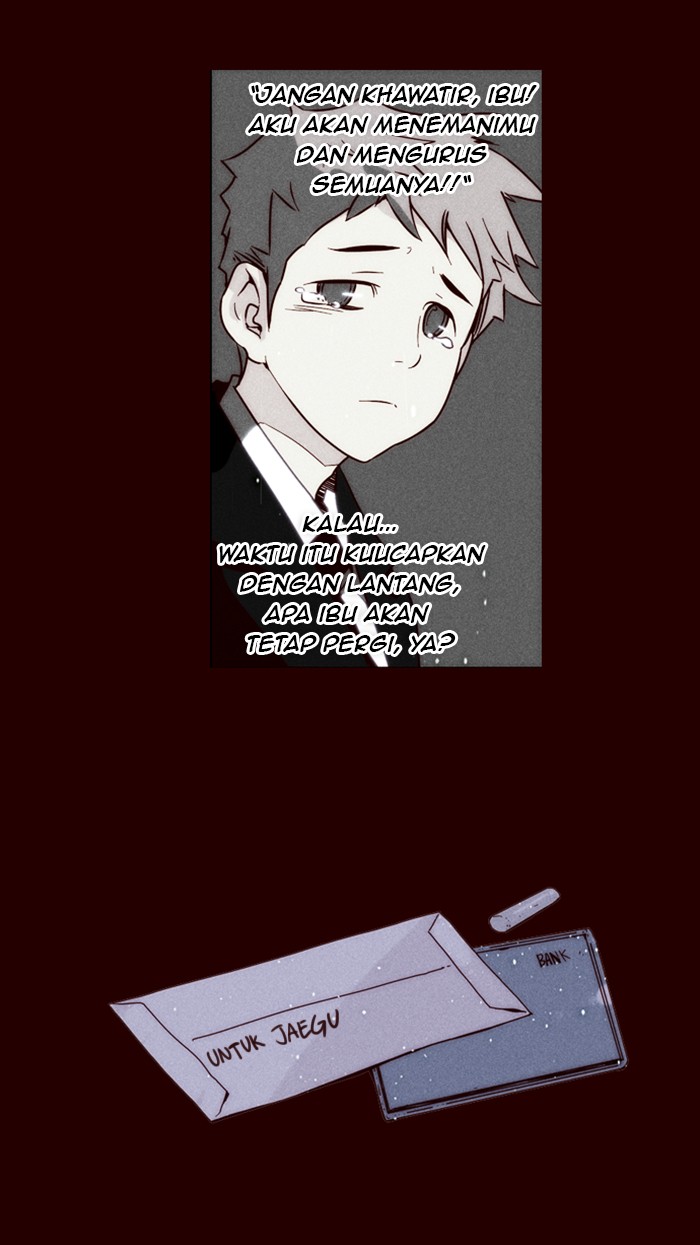 "JANGAN KHAWATIR, IBU!
AKU AKAN MENEMANIMU
DAN MENGURUS
SEMUANYA!!"
KALAU...
WAKTU ITU KUUCAPKAN
DENGAN LANTANG,
APA IBU AKAN
TETAP PERGI, YA?
BANK
UNTUK JAEGU